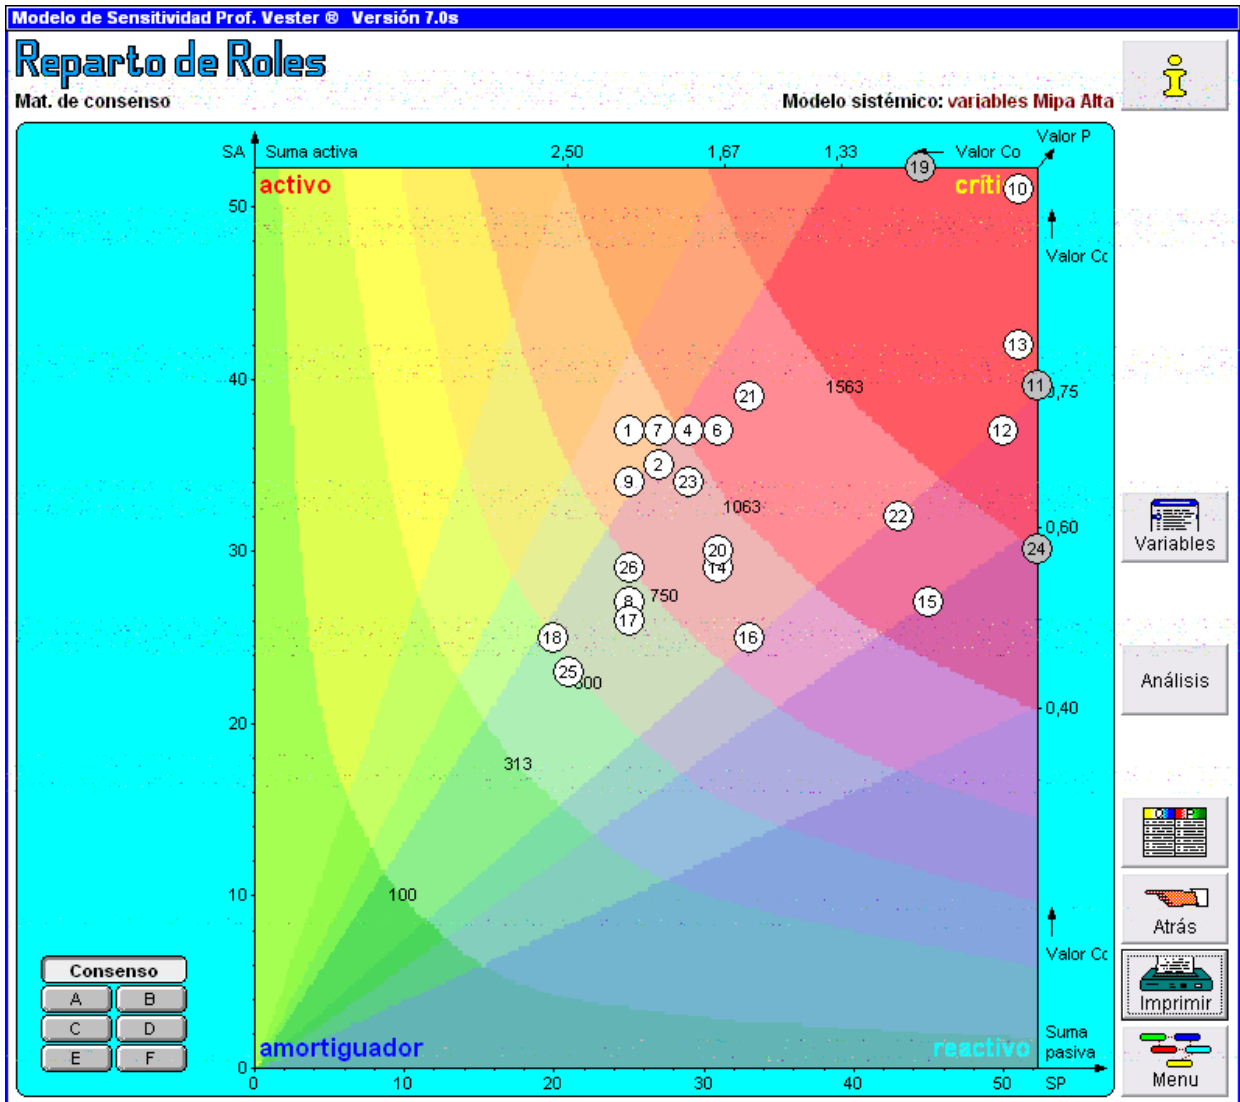 Modelo de Sensitividad Prof. Vester ® Versión 7.0s
Reparto de Roles
Mat. de consenso
Modelo sistémico: variables Mipa Alta
Valor P
SA Suma activa 2,50 1,67 1,33 Valor Co
19
activo críti 10
50
Valor Cc
13
40 21 1563 11 0,75
1 7 4 6 12
2
9 23
1063 22 0,60
Variables
30 20 24
26 14
8 750 15
17
18 16
25 600
Análisis
20 0,40
313
10 100
Atrás
Valor Cc
Consenso
A B
C D
E F
Imprimir
amortiguador reactivo
Suma
pasiva
0
0 10 20 30 40 50 SP
Menu